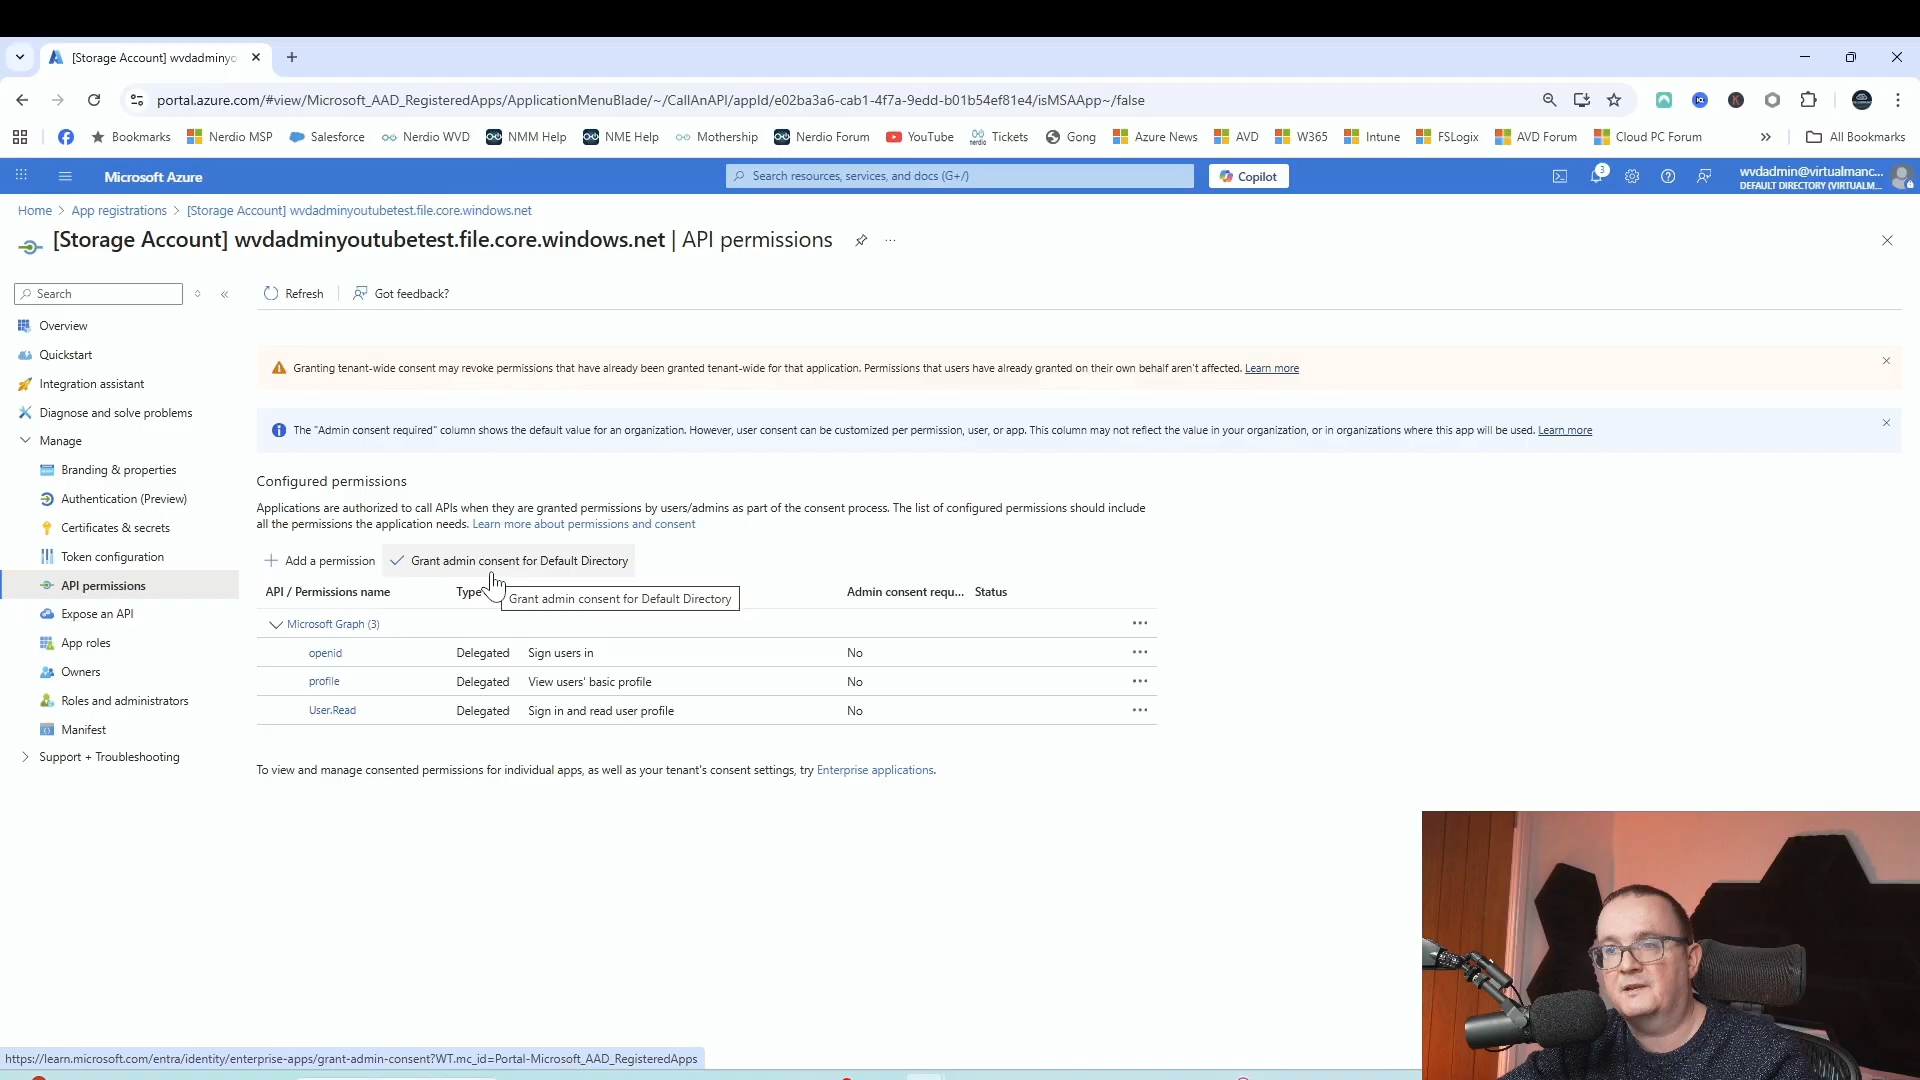 [Storage Account] wvdadminyo
portal.azure.com/#view/Microsoft_AAD_RegisteredApps/ApplicationMenuBlade/~/CallAnAPI/appId/e02ba3a6-cab1-4f7a-9edd-b01b54ef81e4/isMSAApp~/false
Bookmarks Nerdio MSP Salesforce Nerdio WVD NMM Help NME Help Mothership Nerdio Forum YouTube Tickets Gong Azure News AVD W365 Intune FSLogix AVD Forum Cloud PC Forum » All Bookmarks
Microsoft Azure
Search resources, services, and docs (G+/)
Copilot
3
wvdadmin@virtualmanc...
DEFAULT DIRECTORY (VIRTUALM...
Home > App registrations > [Storage Account] wvdadminyoutubetest.file.core.windows.net
[Storage Account] wvdadminyoutubetest.file.core.windows.net | API permissions
Search
Refresh
Got feedback?
Overview
Quickstart
Integration assistant
Diagnose and solve problems
Manage
Branding & properties
Authentication (Preview)
Certificates & secrets
Token configuration
API permissions
Expose an API
App roles
Owners
Roles and administrators
Manifest
Support + Troubleshooting
Granting tenant-wide consent may revoke permissions that have already been granted tenant-wide for that application. Permissions that users have already granted on their own behalf aren't affected. Learn more
The "Admin consent required" column shows the default value for an organization. However, user consent can be customized per permission, user, or app. This column may not reflect the value in your organization, or in organizations where this app will be used. Learn more
Configured permissions
Applications are authorized to call APIs when they are granted permissions by users/admins as part of the consent process. The list of configured permissions should include
all the permissions the application needs. Learn more about permissions and consent
Add a permission
Grant admin consent for Default Directory
API / Permissions name Type Admin consent requ... Status
Grant admin consent for Default Directory
Microsoft Graph (3)
openid Delegated Sign users in No
profile Delegated View users' basic profile No
User.Read Delegated Sign in and read user profile No
To view and manage consented permissions for individual apps, as well as your tenant's consent settings, try Enterprise applications.
https://learn.microsoft.com/entra/identity/enterprise-apps/grant-admin-consent?WT.mc_id=Portal-Microsoft_AAD_RegisteredApps